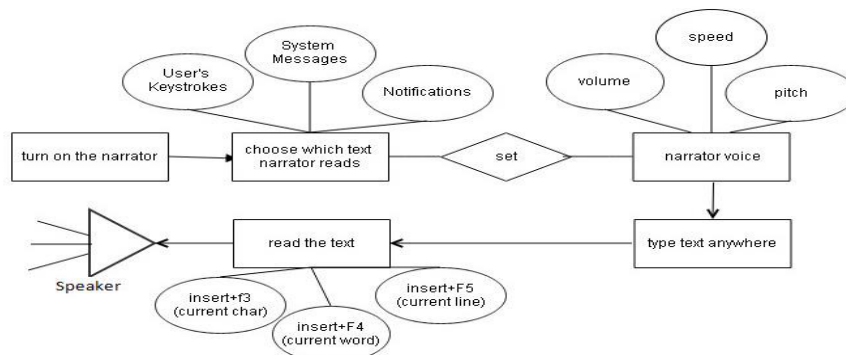 System
Messages
speed
User's
Keystrokes
Notifications
volume
pitch
turn on the narrator
choose which text
narrator reads
set
narrator voice
read the text
type text anywhere
Speaker
insert+f3
(current char)
insert+F4
(current word)
insert+F5
(current line)